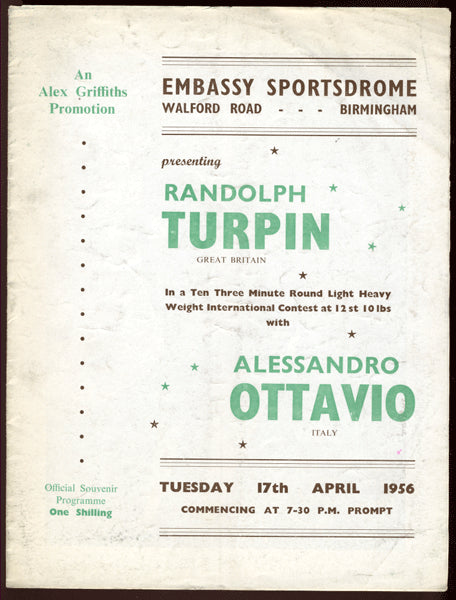 An
Alex Griffiths
Promotion
EMBASSY SPORTSDROME
WALFORD ROAD - - - BIRMINGHAM
presenting
RANDOLPH
TURPIN
GREAT BRITAIN
In a Ten Three Minute Round Light Heavy
Weight International Contest at 12 st 10 lbs
with
ALESSANDRO
OTTAVIO
ITALY
Official Souvenir
Programme
One Shilling
TUESDAY 17th APRIL 1956
COMMENCING AT 7-30 P.M. PROMPT